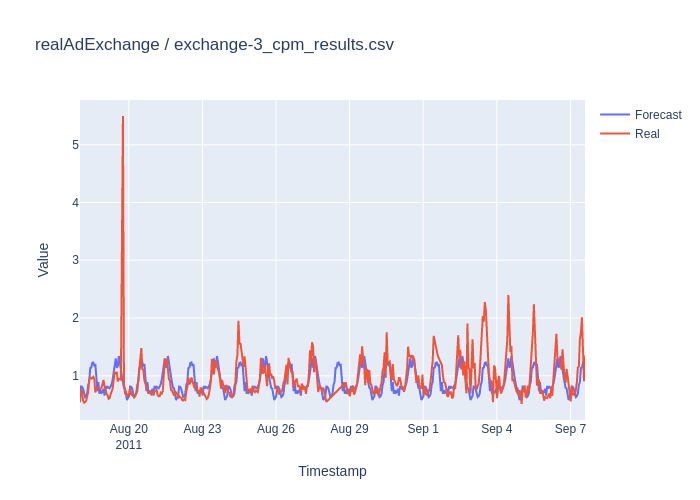 realAdExchange / exchange-3_cpm_results.csv
Forecast
Real
5
4
3
2
1
Value
Aug 20
2011
Aug 23
Aug 26
Aug 29
Sep 1
Sep 4
Sep 7
Timestamp